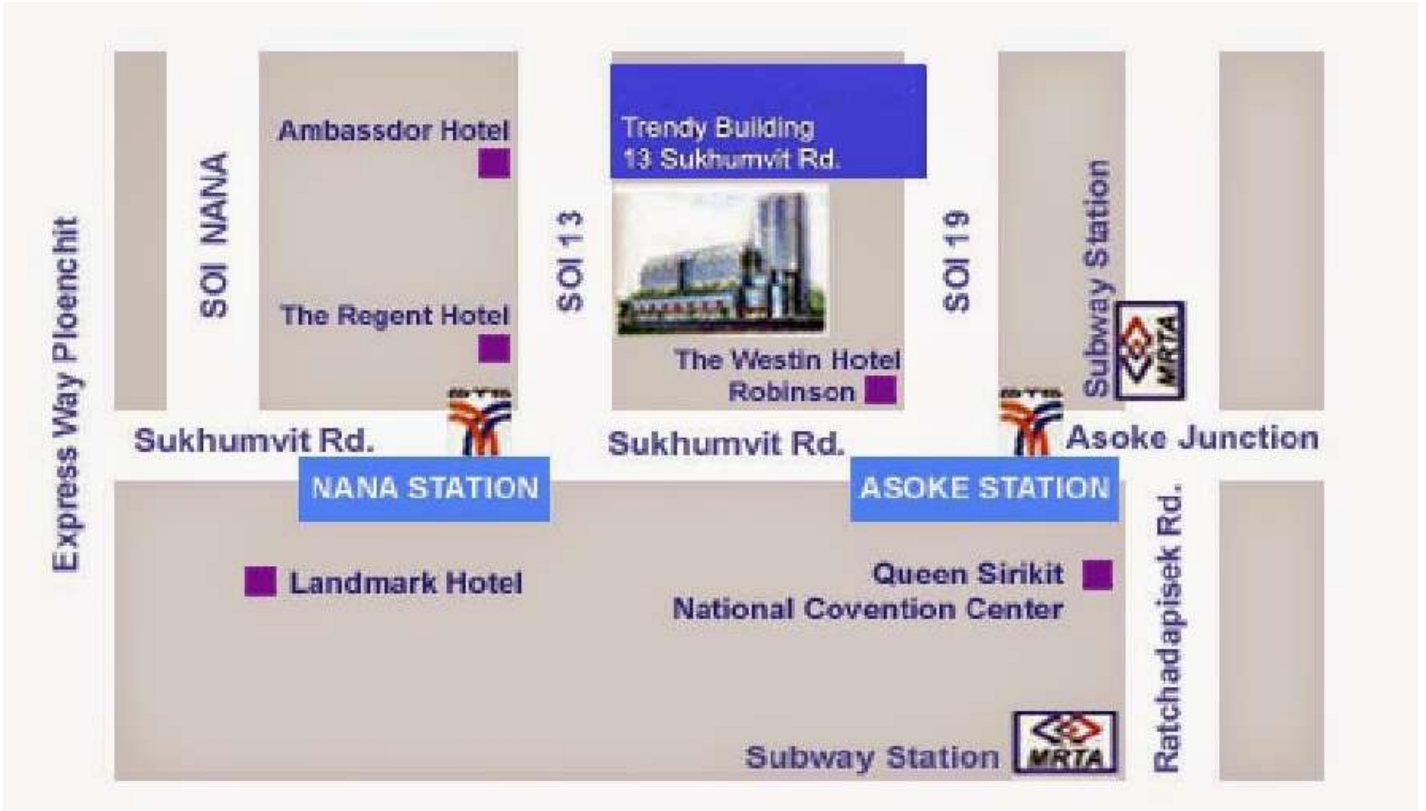 Ambassdor Hotel
Trendy Building
13 Sukhumvit Rd.
SOI NANA
SOI 13
SOI 19
Subway Station
MRTA
Express Way Ploenchit
The Regent Hotel
The Westin Hotel
Robinson
BTS
BTS
Sukhumvit Rd.
Sukhumvit Rd.
Asoke Junction
NANA STATION
ASOKE STATION
Landmark Hotel
Queen Sirikit
National Covention Center
Ratchadapisek Rd.
Subway Station
MRTA